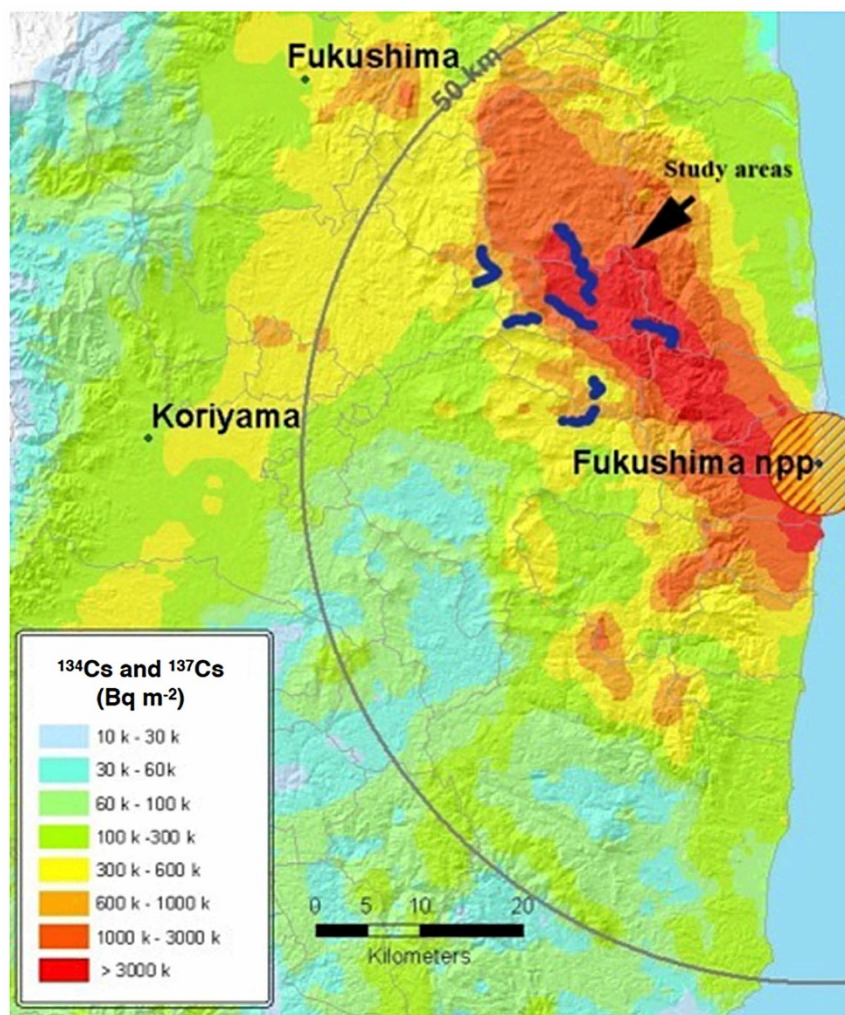 Fukushima
50 km
Study areas
Koriyama
Fukushima npp
¹³⁴Cs and ¹³⁷Cs
(Bq m⁻²)
10 k - 30 k
30 k - 60k
60 k - 100 k
100 k -300 k
300 k - 600 k
600 k - 1000 k
1000 k - 3000 k
> 3000 k
0 5 10 20
Kilometers